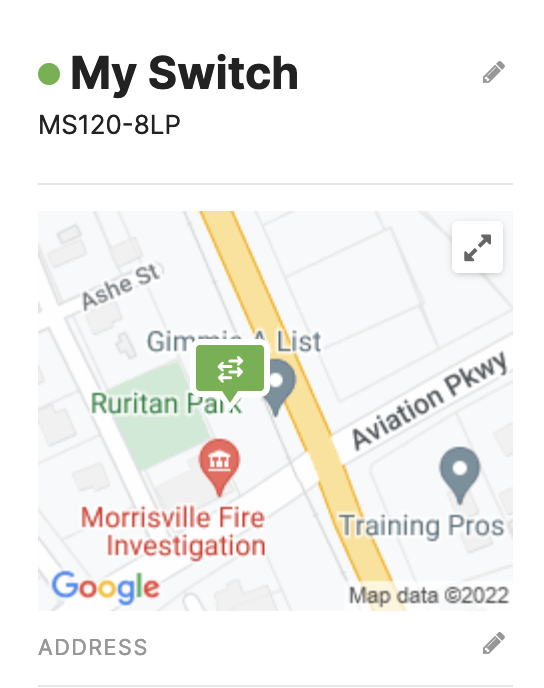 My Switch
MS120-8LP
Ashe St
Gimmie A List
Ruritan Park
Aviation Pkwy
Morrisville Fire
Investigation
Training Pros
Google
Map data ©2022
ADDRESS